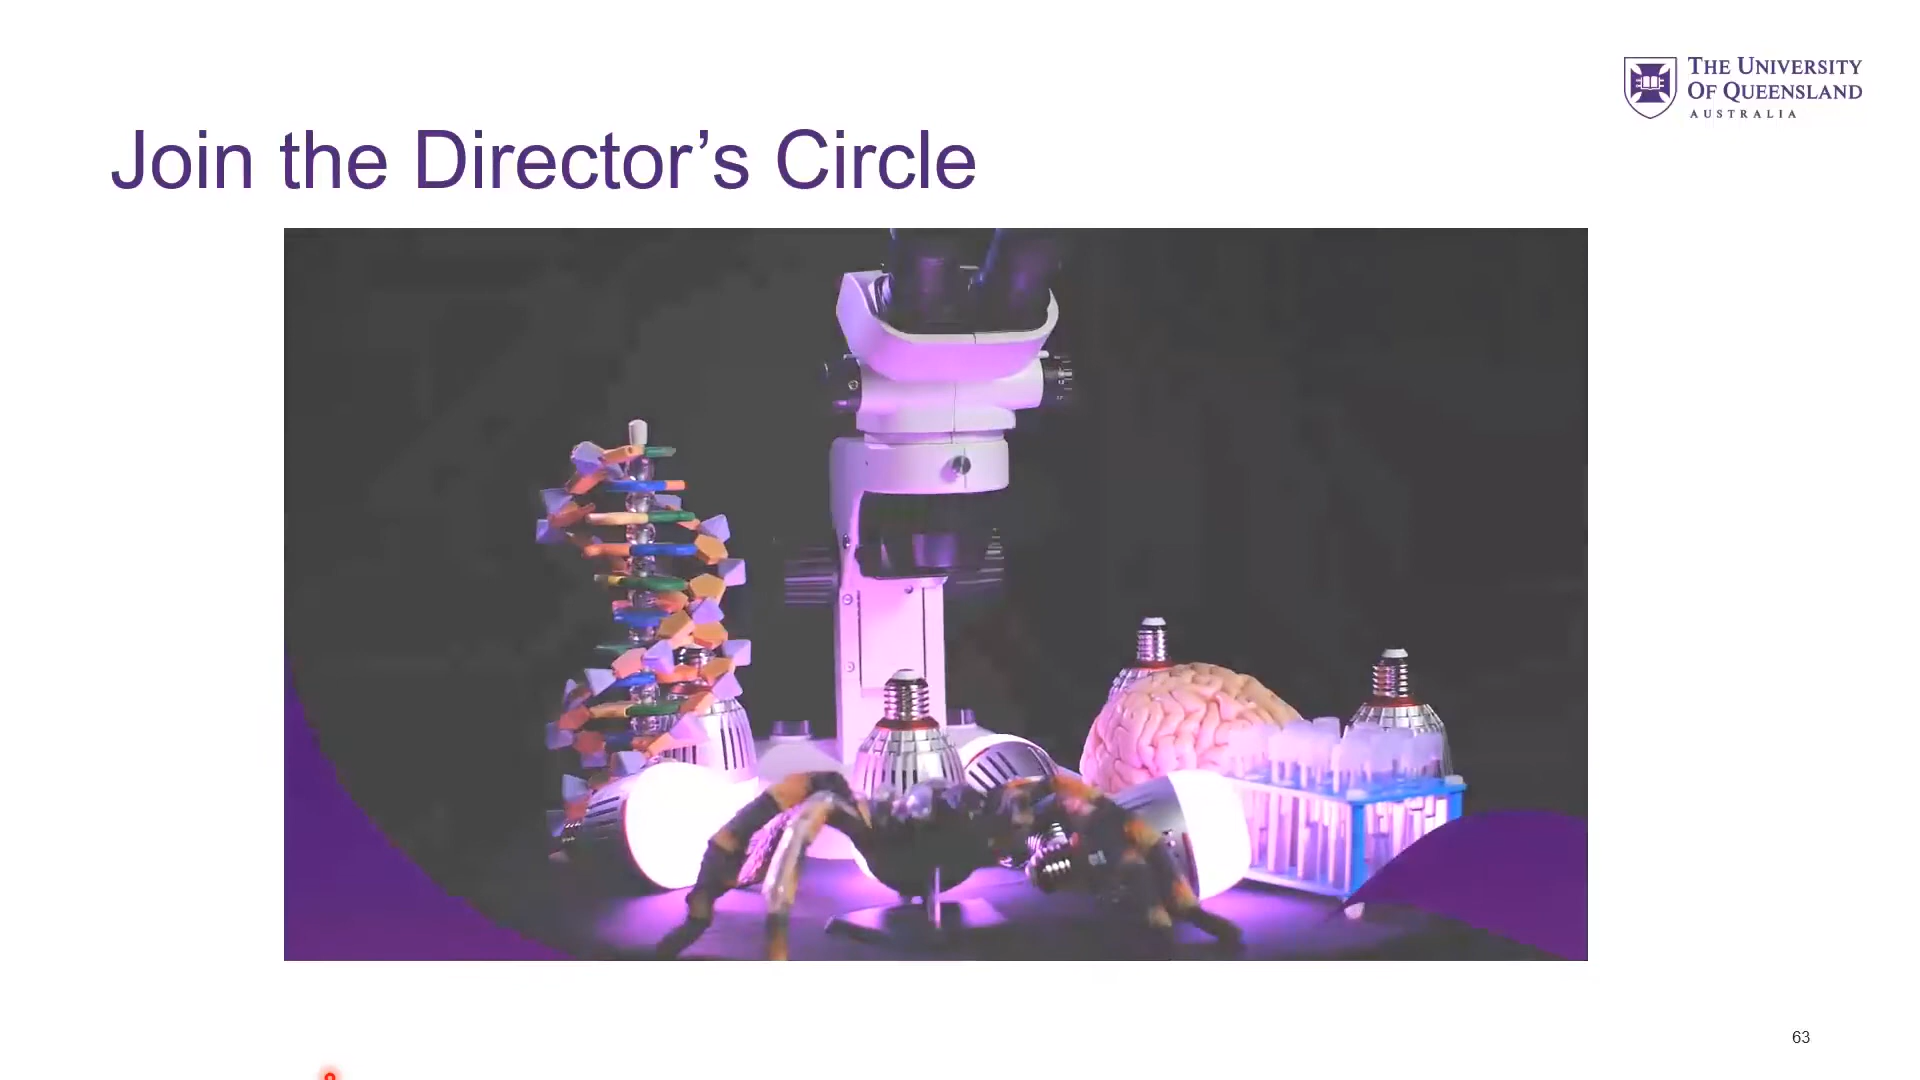 THE UNIVERSITY
OF QUEENSLAND
AUSTRALIA
Join the Director’s Circle
63